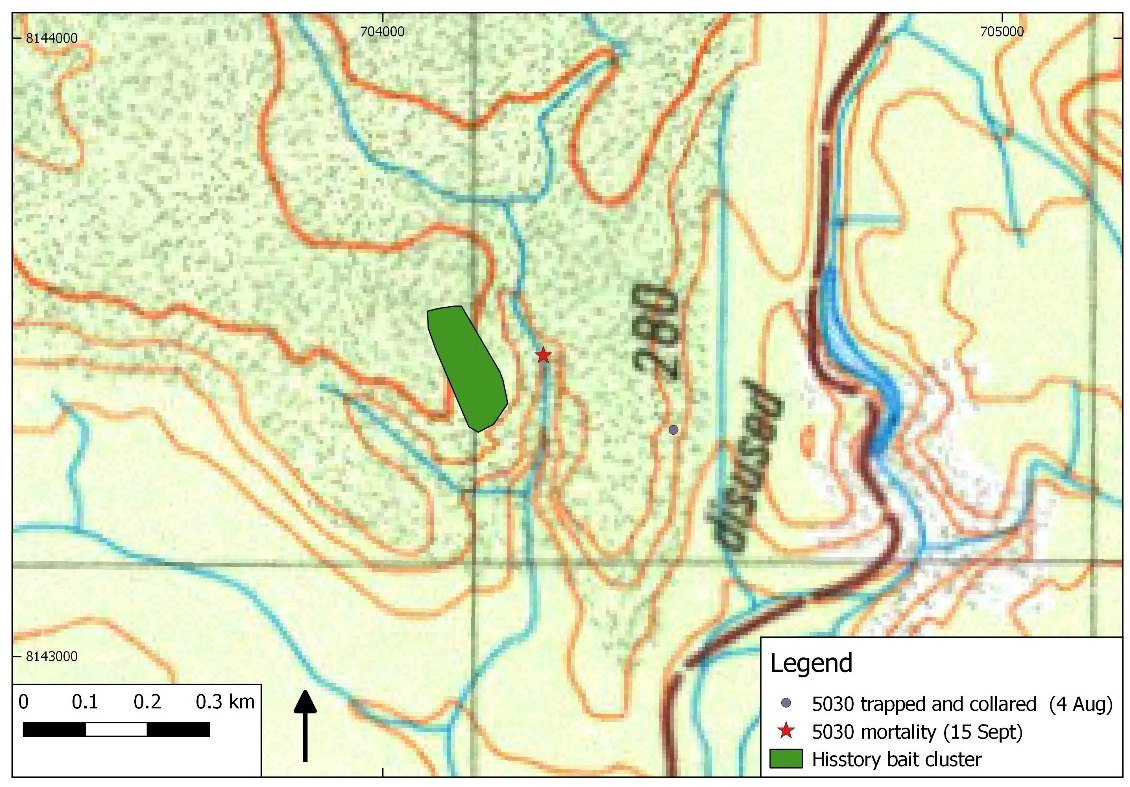 704000
705000
8144000
280
disused
8143000
0 0.1 0.2 0.3 km
Legend
5030 trapped and collared (4 Aug)
5030 mortality (15 Sept)
Hisstory bait cluster